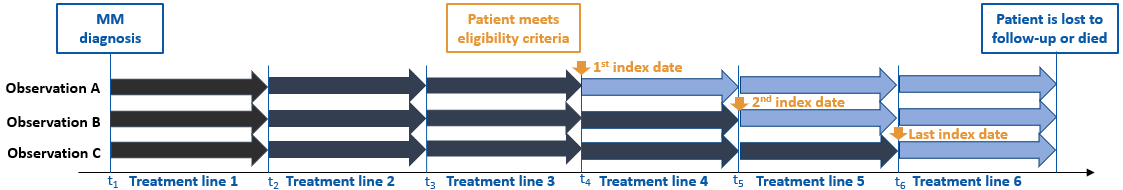 MM
diagnosis
Patient meets
eligibility criteria
Patient is lost to
follow-up or died
1st index date
Observation A
2nd index date
Observation B
Last index date
Observation C
t1 Treatment line 1 t2 Treatment line 2 t3 Treatment line 3 t4 Treatment line 4 t5 Treatment line 5 t6 Treatment line 6